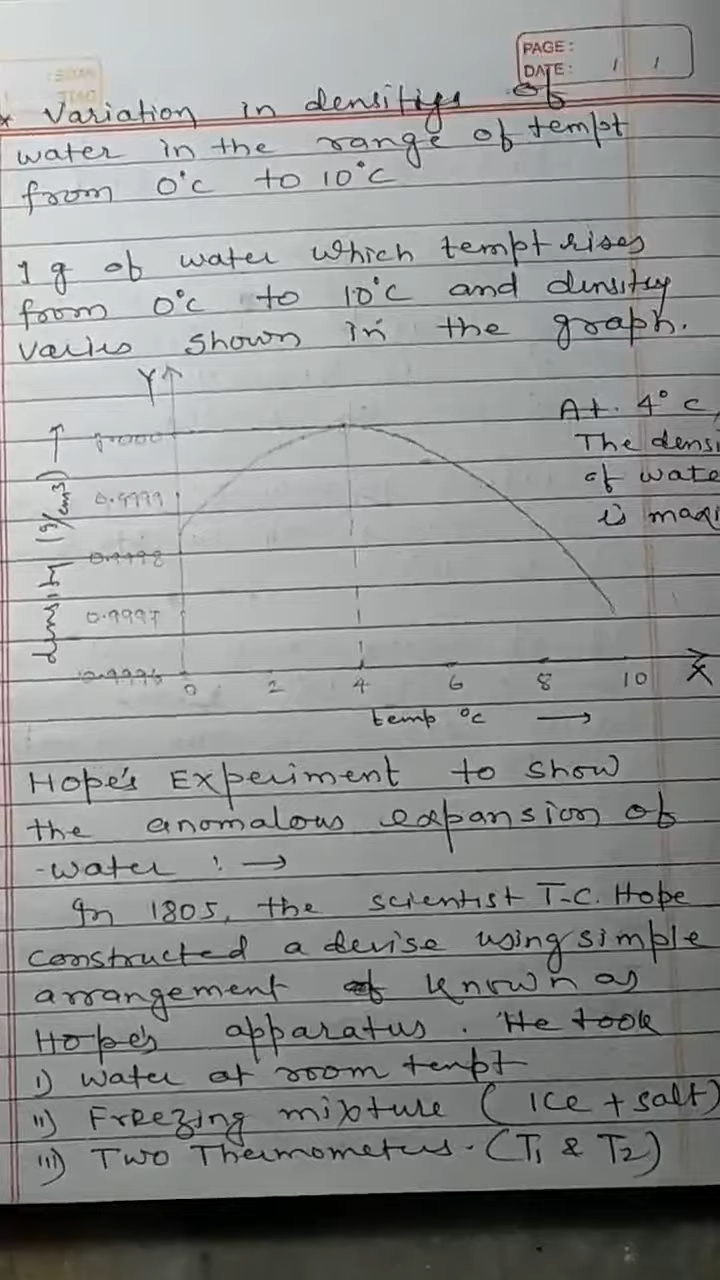 PAGE:
DATE: / /
* Variation in densitys of
water in the range of tempt
from 0°c to 10°c
1 g of water which tempt rises
from 0°c to 10°c and density
varies shown in the graph.
Y
At 4°c,
The densi
of wate
is maxi
(g/cm3)
0.9999
0.9998
0.9997
0.9996
0 2 4 6 8 10 X
temp °c →
Hope's Experiment to show
the anomalous expansion of
water : →
In 1805, the scientist T.C. Hope
constructed a devise using simple
arrangement known as
Hope's apparatus. He took
i) Water at room tempt
ii) Freezing mixture (Ice + salt)
iii) Two Thermometers. (T1 & T2)